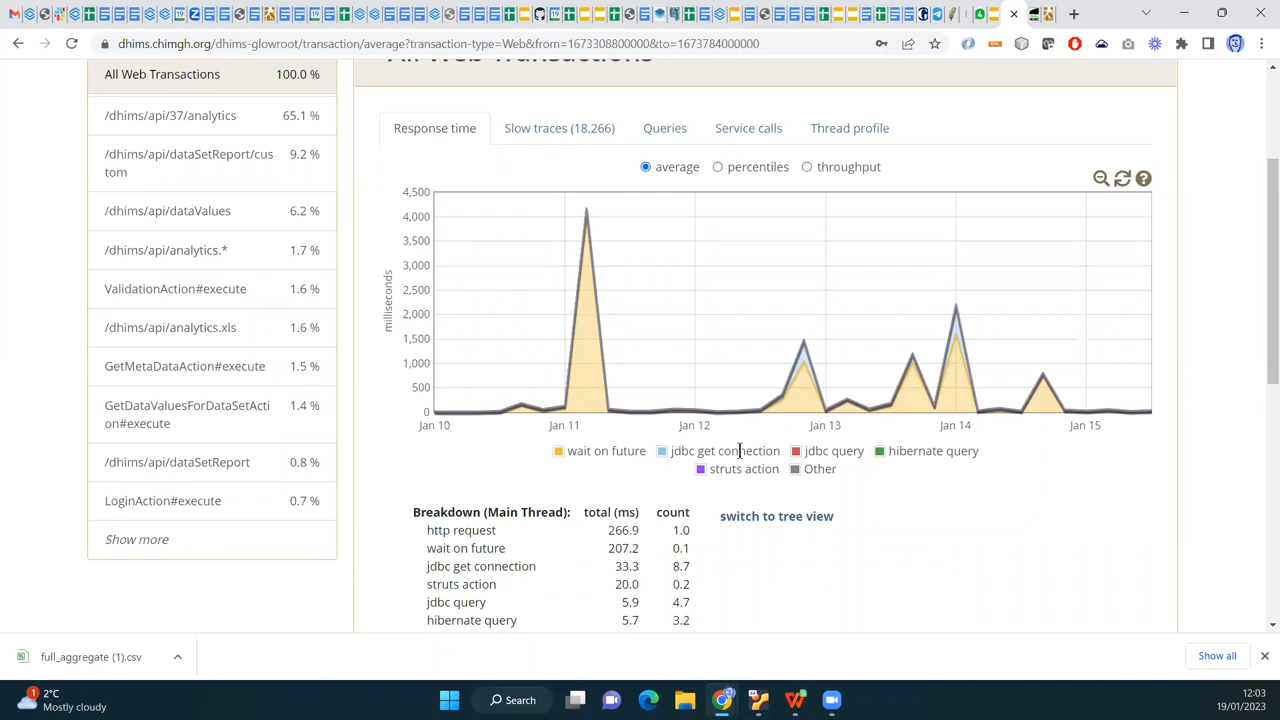 dhims.chimgh.org/dhims-glowroot/transaction/average?transaction-type=Web&from=1673308800000&to=1673784000000
All Web Transactions
All Web Transactions 100.0 %
/dhims/api/37/analytics 65.1 %
/dhims/api/dataSetReport/cus 9.2 %
tom
/dhims/api/dataValues 6.2 %
/dhims/api/analytics.* 1.7 %
ValidationAction#execute 1.6 %
/dhims/api/analytics.xls 1.6 %
GetMetaDataAction#execute 1.5 %
GetDataValuesForDataSetActi 1.4 %
on#execute
/dhims/api/dataSetReport 0.8 %
LoginAction#execute 0.7 %
Show more
Response time Slow traces (18,266) Queries Service calls Thread profile
average percentiles throughput
4,500
4,000
3,500
3,000
2,500
2,000
1,500
1,000
500
0
milliseconds
Jan 10 Jan 11 Jan 12 Jan 13 Jan 14 Jan 15
wait on future jdbc get connection jdbc query hibernate query
struts action Other
Breakdown (Main Thread): total (ms) count
http request 266.9 1.0
wait on future 207.2 0.1
jdbc get connection 33.3 8.7
struts action 20.0 0.2
jdbc query 5.9 4.7
hibernate query 5.7 3.2
switch to tree view
full_aggregate (1).csv
Show all
1
2°C
Mostly cloudy
Search
12:03
19/01/2023